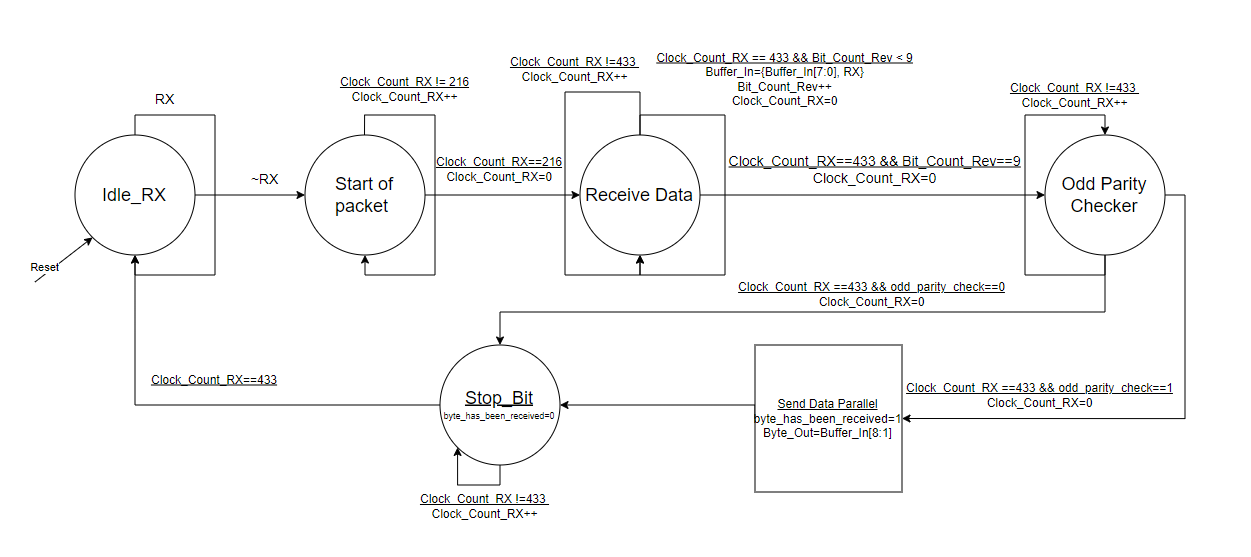 Clock_Count_RX !=433
Clock_Count_RX++
Clock_Count_RX == 433 && Bit_Count_Rev < 9
Buffer_In={Buffer_In[7:0], RX}
Bit_Count_Rev++
Clock_Count_RX=0
Clock_Count_RX != 216
Clock_Count_RX++
Clock_Count_RX !=433
Clock_Count_RX++
RX
Clock_Count_RX==216
Clock_Count_RX=0
Clock_Count_RX==433 && Bit_Count_Rev==9
Clock_Count_RX=0
~RX
Idle_RX
Start of
packet
Receive Data
Odd Parity
Checker
Reset
Clock_Count_RX ==433 && odd_parity_check==0
Clock_Count_RX=0
Clock_Count_RX==433
Stop_Bit
byte_has_been_received=0
Send Data Parallel
byte_has_been_received=1
Byte_Out=Buffer_In[8:1]
Clock_Count_RX ==433 && odd_parity_check==1
Clock_Count_RX=0
Clock_Count_RX !=433
Clock_Count_RX++